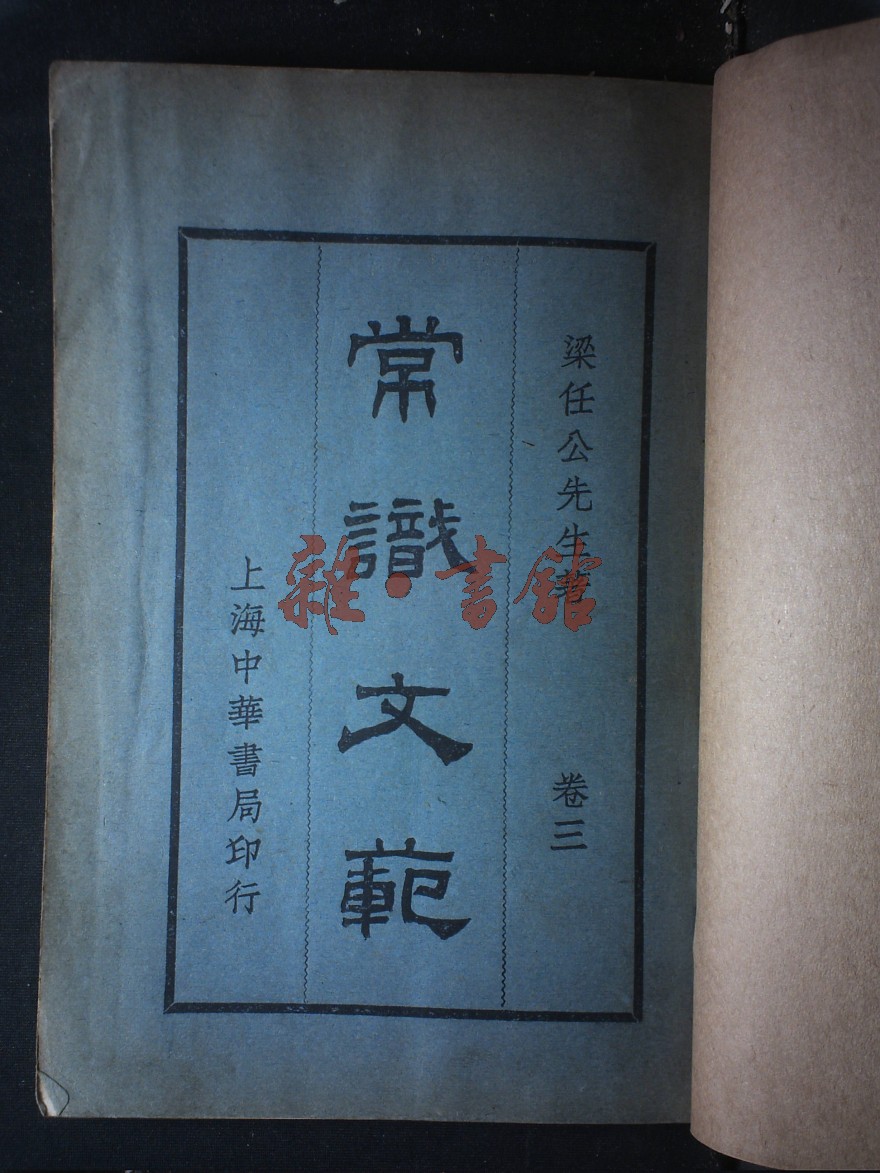 梁任公先生著 卷三
常識文範
上海中華書局印行
雜·書館